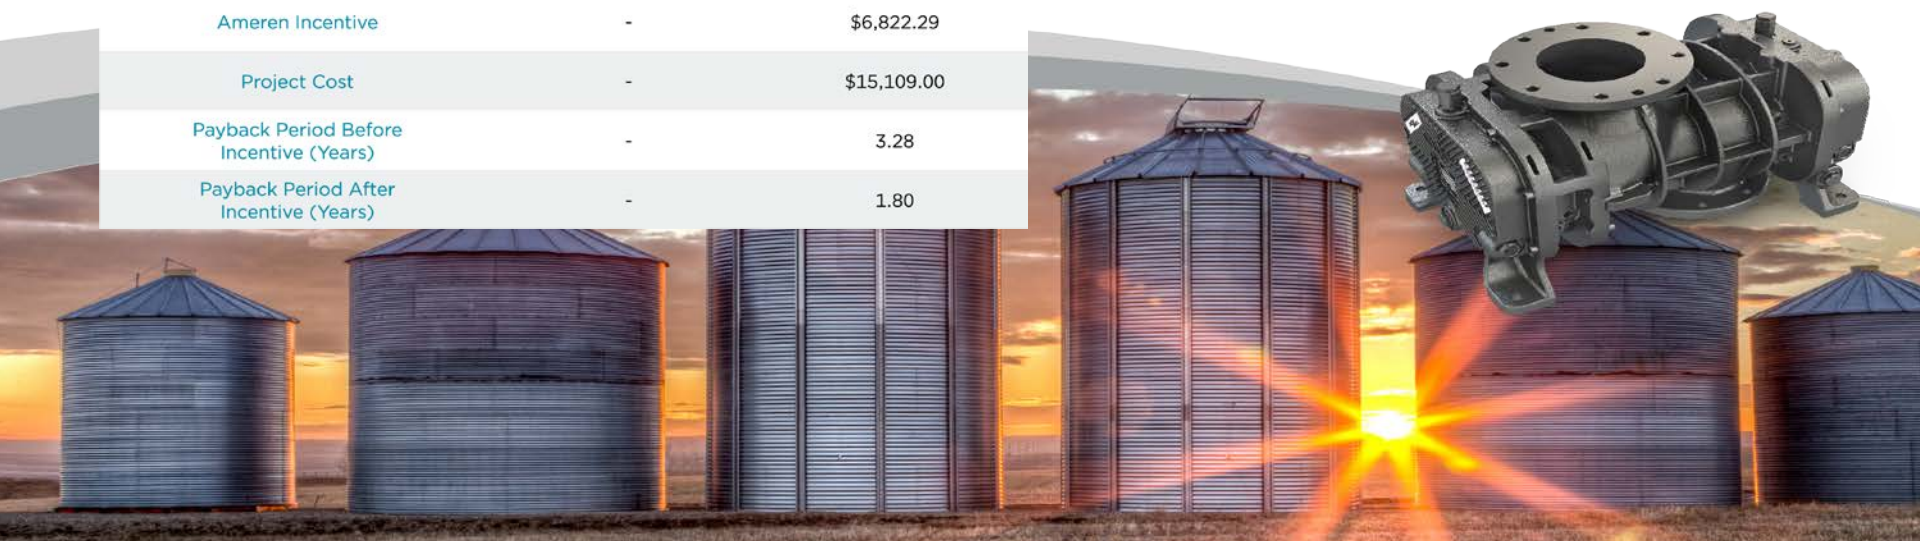 Ameren Incentive - $6,822.29
Project Cost - $15,109.00
Payback Period Before
Incentive (Years) - 3.28
Payback Period After
Incentive (Years) - 1.80